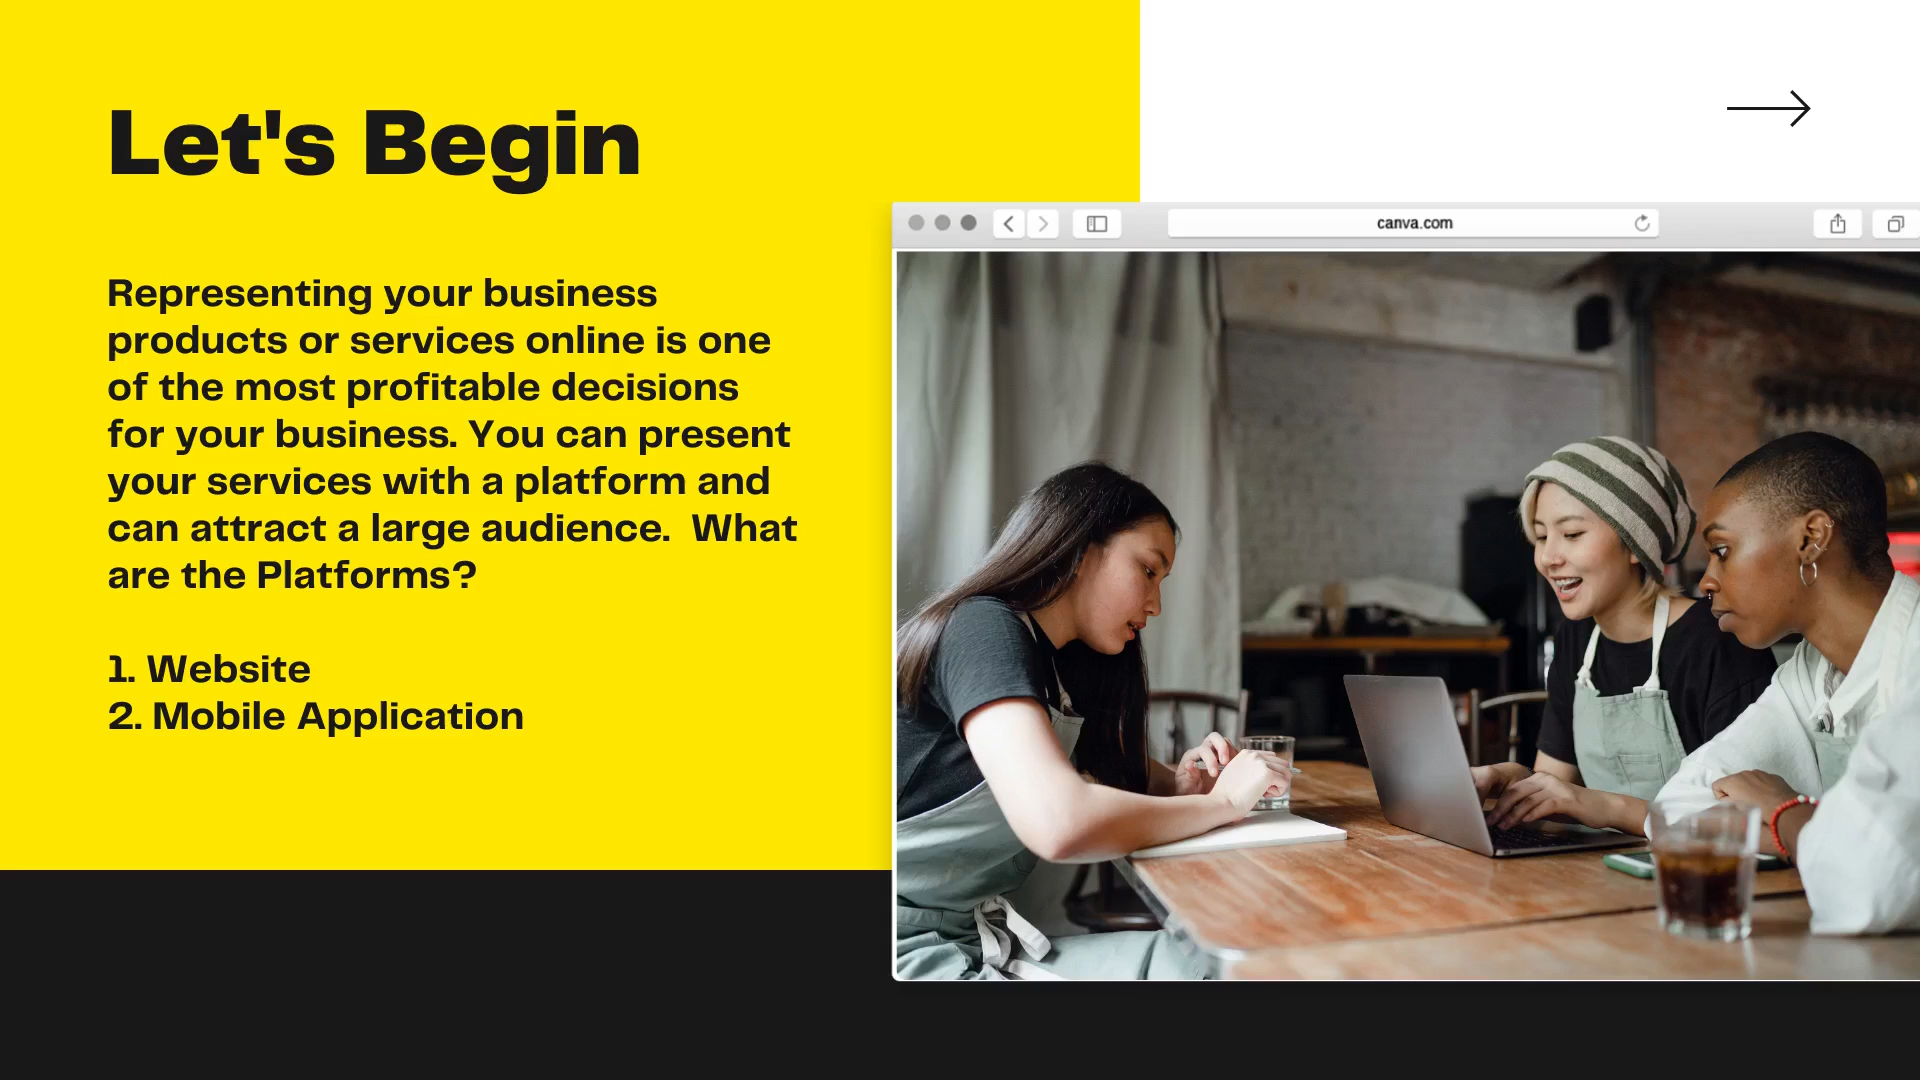 Let's Begin
Representing your business
products or services online is one
of the most profitable decisions
for your business. You can present
your services with a platform and
can attract a large audience.  What
are the Platforms?
1. Website
2. Mobile Application
canva.com